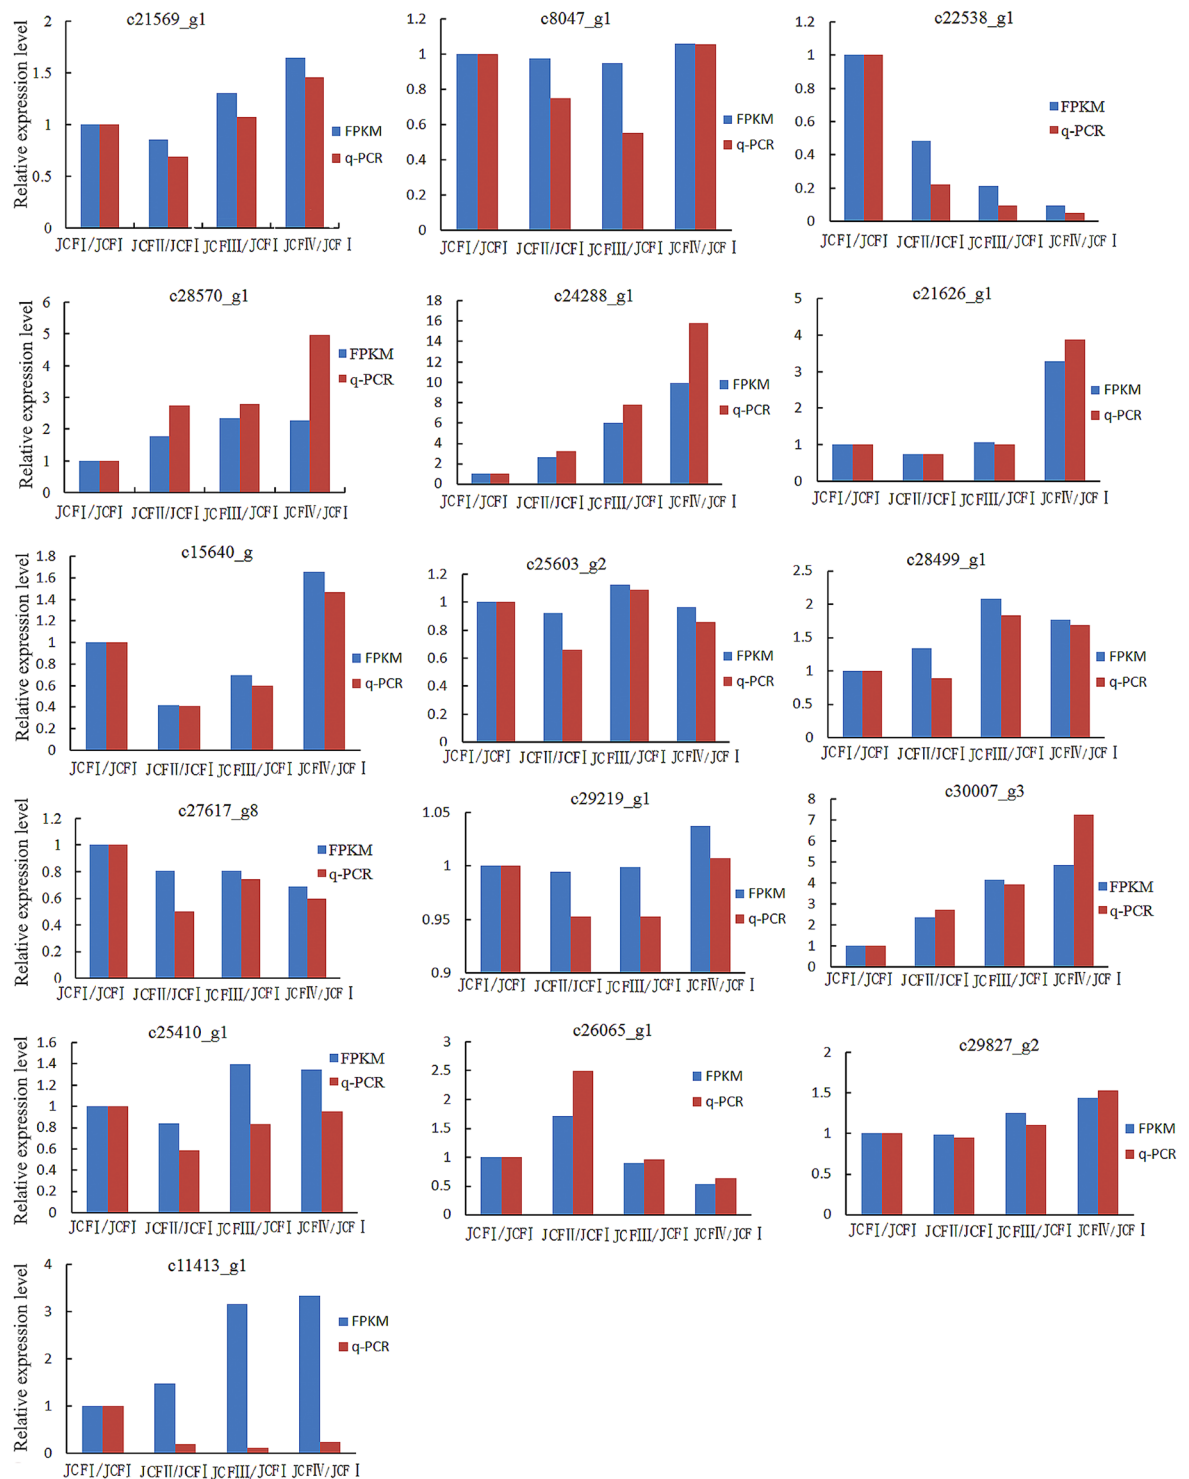 c21569_g1
Relative expression level
2
1.5
1
0.5
0
FPKM
q-PCR
JCFⅠ/JCFⅠ JCFⅡ/JCFⅠ JCFⅢ/JCFⅠ JCFⅣ/JCFⅠ
c8047_g1
1.2
1
0.8
0.6
0.4
0.2
0
FPKM
q-PCR
JCFⅠ/JCFⅠ JCFⅡ/JCFⅠ JCFⅢ/JCFⅠ JCFⅣ/JCFⅠ
c22538_g1
1.2
1
0.8
0.6
0.4
0.2
0
FPKM
q-PCR
JCFⅠ/JCFⅠ JCFⅡ/JCFⅠ JCFⅢ/JCFⅠ JCFⅣ/JCFⅠ
c28570_g1
Relative expression level
6
5
4
3
2
1
0
FPKM
q-PCR
JCFⅠ/JCFⅠ JCFⅡ/JCFⅠ JCFⅢ/JCFⅠ JCFⅣ/JCFⅠ
c24288_g1
18
16
14
12
10
8
6
4
2
0
FPKM
q-PCR
JCFⅠ/JCFⅠ JCFⅡ/JCFⅠ JCFⅢ/JCFⅠ JCFⅣ/JCFⅠ
c21626_g1
5
4
3
2
1
0
FPKM
q-PCR
JCFⅠ/JCFⅠ JCFⅡ/JCFⅠ JCFⅢ/JCFⅠ JCFⅣ/JCFⅠ
c15640_g
Relative expression level
1.8
1.6
1.4
1.2
1
0.8
0.6
0.4
0.2
0
FPKM
q-PCR
JCFⅠ/JCFⅠ JCFⅡ/JCFⅠ JCFⅢ/JCFⅠ JCFⅣ/JCFⅠ
c25603_g2
1.2
1
0.8
0.6
0.4
0.2
0
FPKM
q-PCR
JCFⅠ/JCFⅠ JCFⅡ/JCFⅠ JCFⅢ/JCFⅠ JCFⅣ/JCFⅠ
c28499_g1
2.5
2
1.5
1
0.5
0
FPKM
q-PCR
JCFⅠ/JCFⅠ JCFⅡ/JCFⅠ JCFⅢ/JCFⅠ JCFⅣ/JCFⅠ
c27617_g8
Relative expression level
1.2
1
0.8
0.6
0.4
0.2
0
FPKM
q-PCR
JCFⅠ/JCFⅠ JCFⅡ/JCFⅠ JCFⅢ/JCFⅠ JCFⅣ/JCFⅠ
c29219_g1
1.05
1
0.95
0.9
FPKM
q-PCR
JCFⅠ/JCFⅠ JCFⅡ/JCFⅠ JCFⅢ/JCFⅠ JCFⅣ/JCFⅠ
c30007_g3
8
7
6
5
4
3
2
1
0
FPKM
q-PCR
JCFⅠ/JCFⅠ JCFⅡ/JCFⅠ JCFⅢ/JCFⅠ JCFⅣ/JCFⅠ
c25410_g1
Relative expression level
1.6
1.4
1.2
1
0.8
0.6
0.4
0.2
0
FPKM
q-PCR
JCFⅠ/JCFⅠ JCFⅡ/JCFⅠ JCFⅢ/JCFⅠ JCFⅣ/JCFⅠ
c26065_g1
3
2.5
2
1.5
1
0.5
0
FPKM
q-PCR
JCFⅠ/JCFⅠ JCFⅡ/JCFⅠ JCFⅢ/JCFⅠ JCFⅣ/JCFⅠ
c29827_g2
2
1.5
1
0.5
0
FPKM
q-PCR
JCFⅠ/JCFⅠ JCFⅡ/JCFⅠ JCFⅢ/JCFⅠ JCFⅣ/JCFⅠ
c11413_g1
Relative expression level
4
3
2
1
0
FPKM
q-PCR
JCFⅠ/JCFⅠ JCFⅡ/JCFⅠ JCFⅢ/JCFⅠ JCFⅣ/JCFⅠ